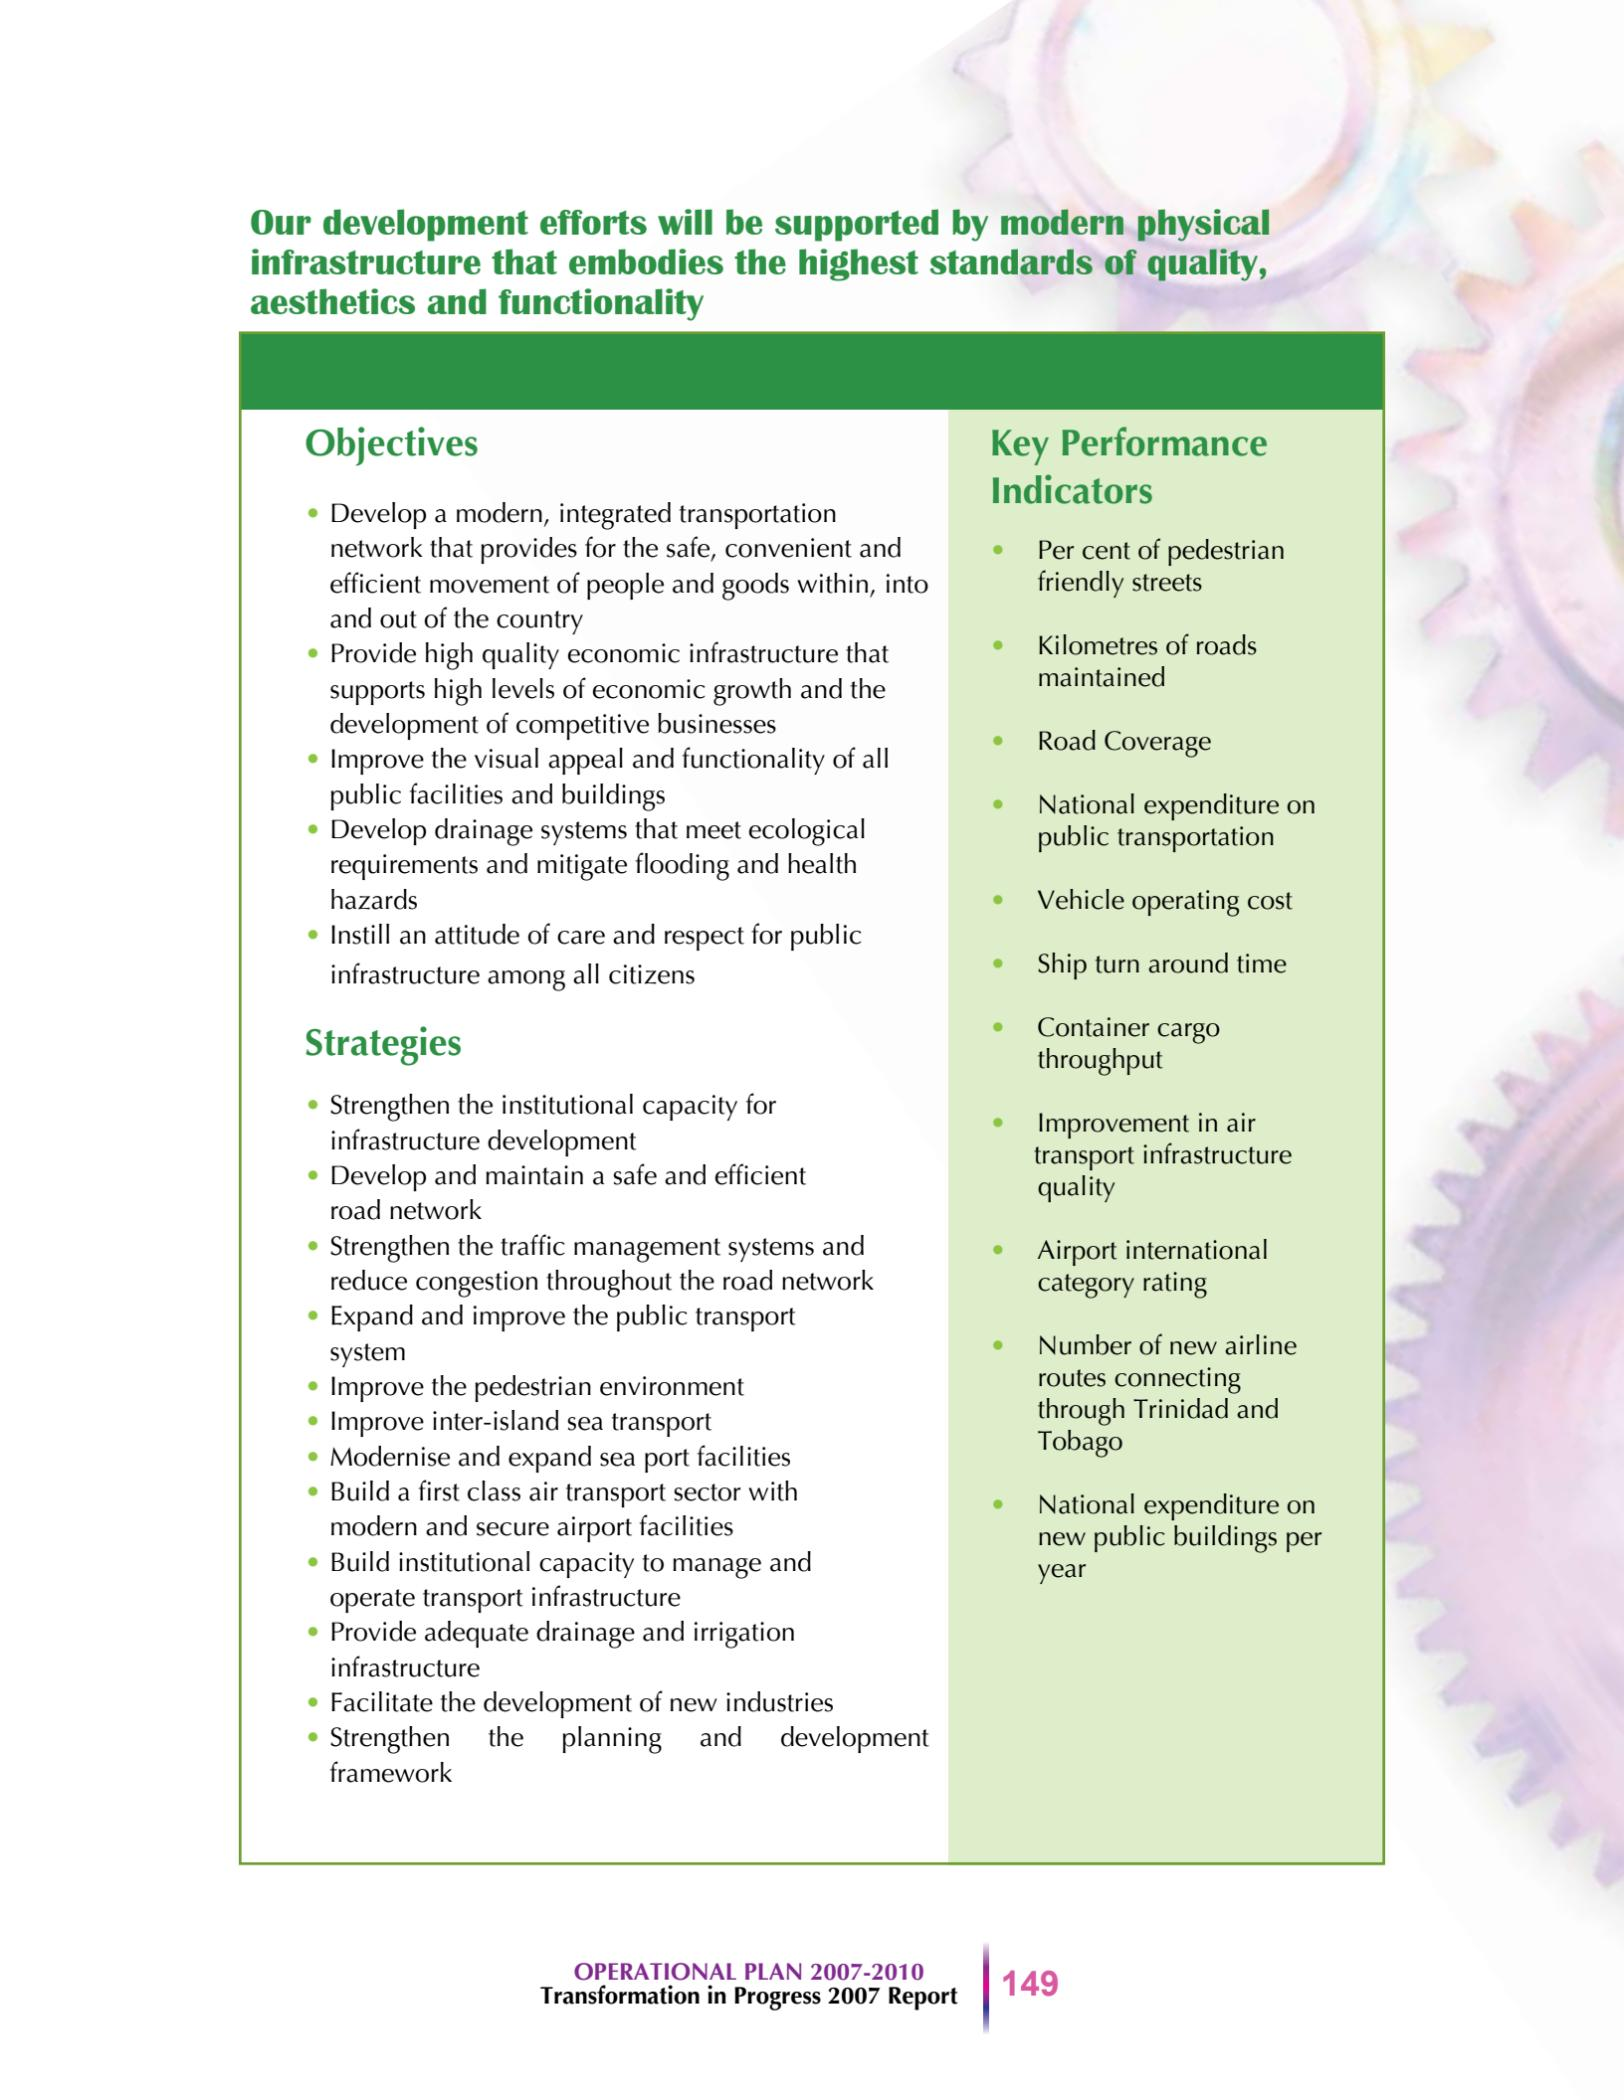 Our development efforts will be supported by modern physical
infrastructure that embodies the highest standards of quality,
aesthetics and functionality
Objectives
• Develop a modern, integrated transportation
network that provides for the safe, convenient and
efficient movement of people and goods within, into
and out of the country
• Provide high quality economic infrastructure that
supports high levels of economic growth and the
development of competitive businesses
• Improve the visual appeal and functionality of all
public facilities and buildings
• Develop drainage systems that meet ecological
requirements and mitigate flooding and health
hazards
• Instill an attitude of care and respect for public
infrastructure among all citizens
Strategies
• Strengthen the institutional capacity for
infrastructure development
• Develop and maintain a safe and efficient
road network
• Strengthen the traffic management systems and
reduce congestion throughout the road network
• Expand and improve the public transport
system
• Improve the pedestrian environment
• Improve inter-island sea transport
• Modernise and expand sea port facilities
• Build a first class air transport sector with
modern and secure airport facilities
• Build institutional capacity to manage and
operate transport infrastructure
• Provide adequate drainage and irrigation
infrastructure
• Facilitate the development of new industries
• Strengthen the planning and development
framework
Key Performance
Indicators
• Per cent of pedestrian
friendly streets
• Kilometres of roads
maintained
• Road Coverage
• National expenditure on
public transportation
• Vehicle operating cost
• Ship turn around time
• Container cargo
throughput
• Improvement in air
transport infrastructure
quality
• Airport international
category rating
• Number of new airline
routes connecting
through Trinidad and
Tobago
• National expenditure on
new public buildings per
year
OPERATIONAL PLAN 2007-2010
Transformation in Progress 2007 Report
149